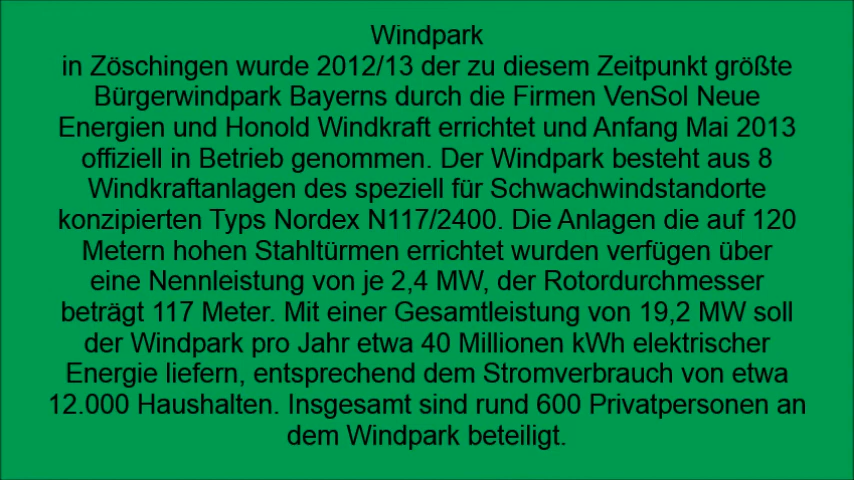 Windpark
in Zöschingen wurde 2012/13 der zu diesem Zeitpunkt größte
Bürgerwindpark Bayerns durch die Firmen VenSol Neue
Energien und Honold Windkraft errichtet und Anfang Mai 2013
offiziell in Betrieb genommen. Der Windpark besteht aus 8
Windkraftanlagen des speziell für Schwachwindstandorte
konzipierten Typs Nordex N117/2400. Die Anlagen die auf 120
Metern hohen Stahltürmen errichtet wurden verfügen über
eine Nennleistung von je 2,4 MW, der Rotordurchmesser
beträgt 117 Meter. Mit einer Gesamtleistung von 19,2 MW soll
der Windpark pro Jahr etwa 40 Millionen kWh elektrischer
Energie liefern, entsprechend dem Stromverbrauch von etwa
12.000 Haushalten. Insgesamt sind rund 600 Privatpersonen an
dem Windpark beteiligt.